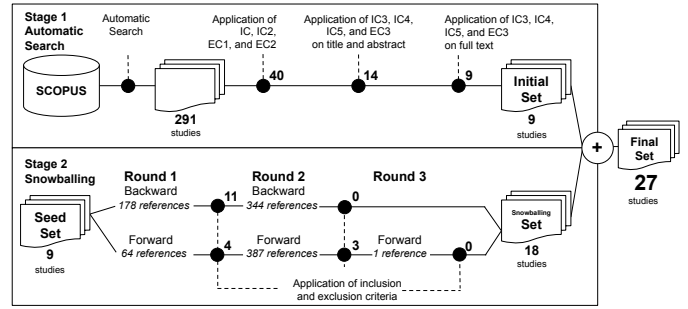 Stage 1
Automatic
Search
Automatic
Search
Application of
IC, IC2,
EC1, and EC2
Application of IC3, IC4,
IC5, and EC3
on title and abstract
Application of IC3, IC4,
IC5, and EC3
on full text
SCOPUS
291
studies
40
14
9
Initial
Set
9
studies
Stage 2
Snowballing
Seed
Set
9
studies
Round 1
Backward
178 references
11
Round 2
Backward
344 references
0
Round 3
Forward
64 references
4
Forward
387 references
3
Forward
1 reference
0
Application of inclusion
and exclusion criteria
Snowballing
Set
18
studies
+
Final
Set
27
studies